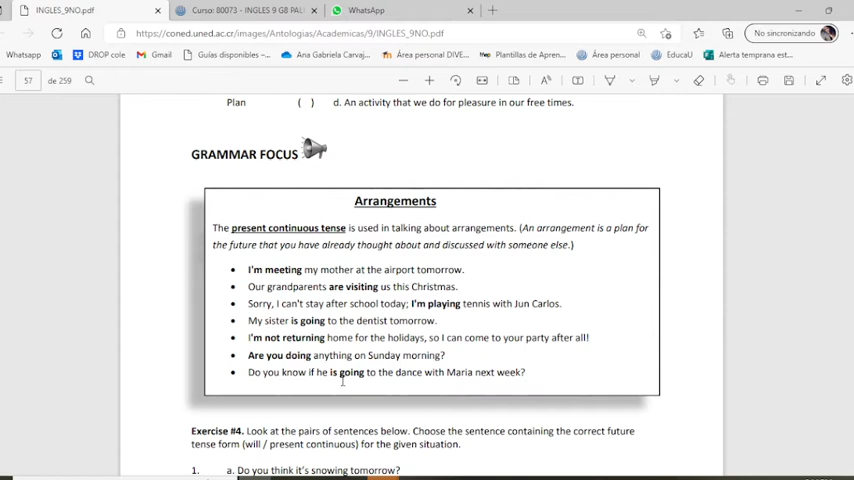 INGLES_9NO.pdf
Curso: 80073 - INGLES 9 G8 PAL
WhatsApp
https://coned.uned.ac.cr/images/Antologias/Academicas/9/INGLES_9NO.pdf
No sincronizando
Whatsapp
DROP cole
Gmail
Guías disponibles -...
Ana Gabriela Carvaj...
Área personal DIVE...
Plantillas de Apren...
Área personal
EducaU
Alerta temprana est...
57
de 259
Plan ( ) d. An activity that we do for pleasure in our free times.
GRAMMAR FOCUS
Arrangements
The present continuous tense is used in talking about arrangements. (An arrangement is a plan for
the future that you have already thought about and discussed with someone else.)
• I'm meeting my mother at the airport tomorrow.
• Our grandparents are visiting us this Christmas.
• Sorry, I can't stay after school today; I'm playing tennis with Jun Carlos.
• My sister is going to the dentist tomorrow.
• I'm not returning home for the holidays, so I can come to your party after all!
• Are you doing anything on Sunday morning?
• Do you know if he is going to the dance with Maria next week?
Exercise #4. Look at the pairs of sentences below. Choose the sentence containing the correct future
tense form (will / present continuous) for the given situation.
1. a. Do you think it's snowing tomorrow?